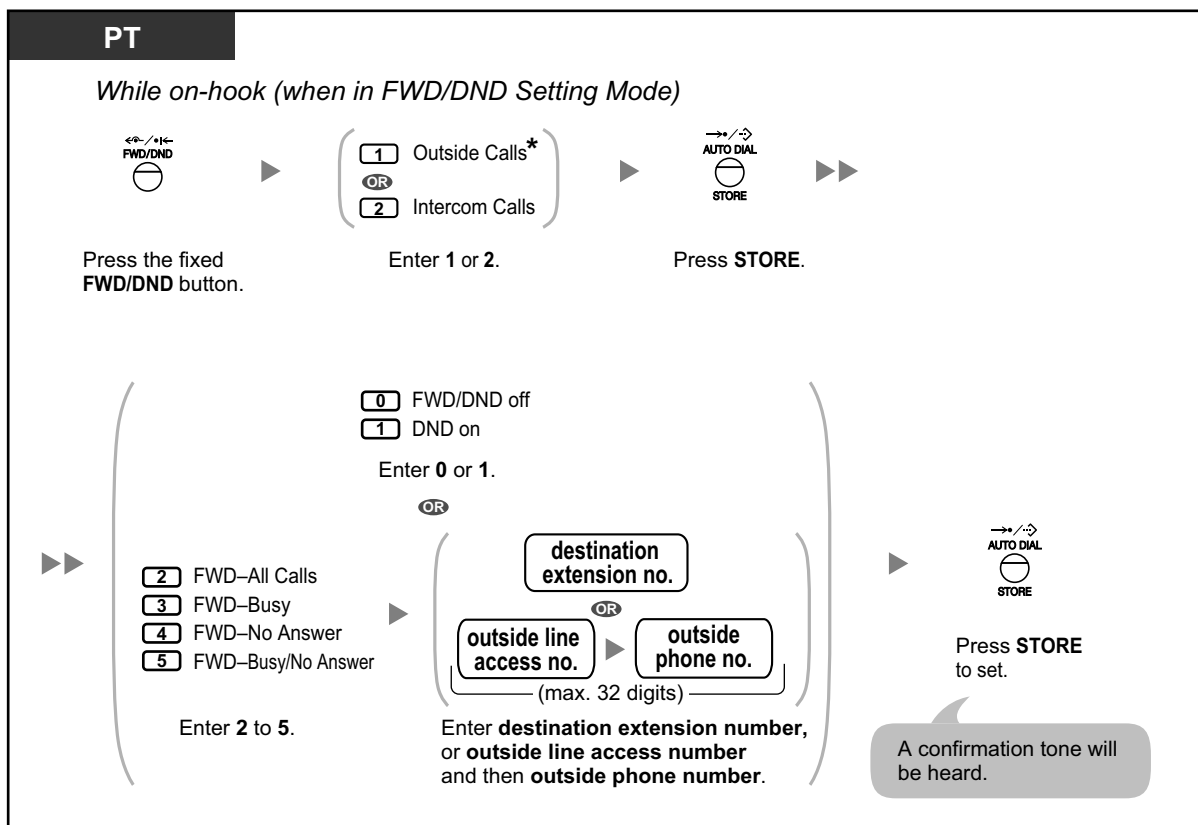 PT
While on-hook (when in FWD/DND Setting Mode)
FWD/DND
Press the fixed
FWD/DND button.
1 Outside Calls*
OR
2 Intercom Calls
Enter 1 or 2.
AUTO DIAL
STORE
Press STORE.
0 FWD/DND off
1 DND on
Enter 0 or 1.
OR
2 FWD–All Calls
3 FWD–Busy
4 FWD–No Answer
5 FWD–Busy/No Answer
Enter 2 to 5.
destination
extension no.
OR
outside line
access no.
outside
phone no.
(max. 32 digits)
Enter destination extension number,
or outside line access number
and then outside phone number.
AUTO DIAL
STORE
Press STORE
to set.
A confirmation tone will
be heard.